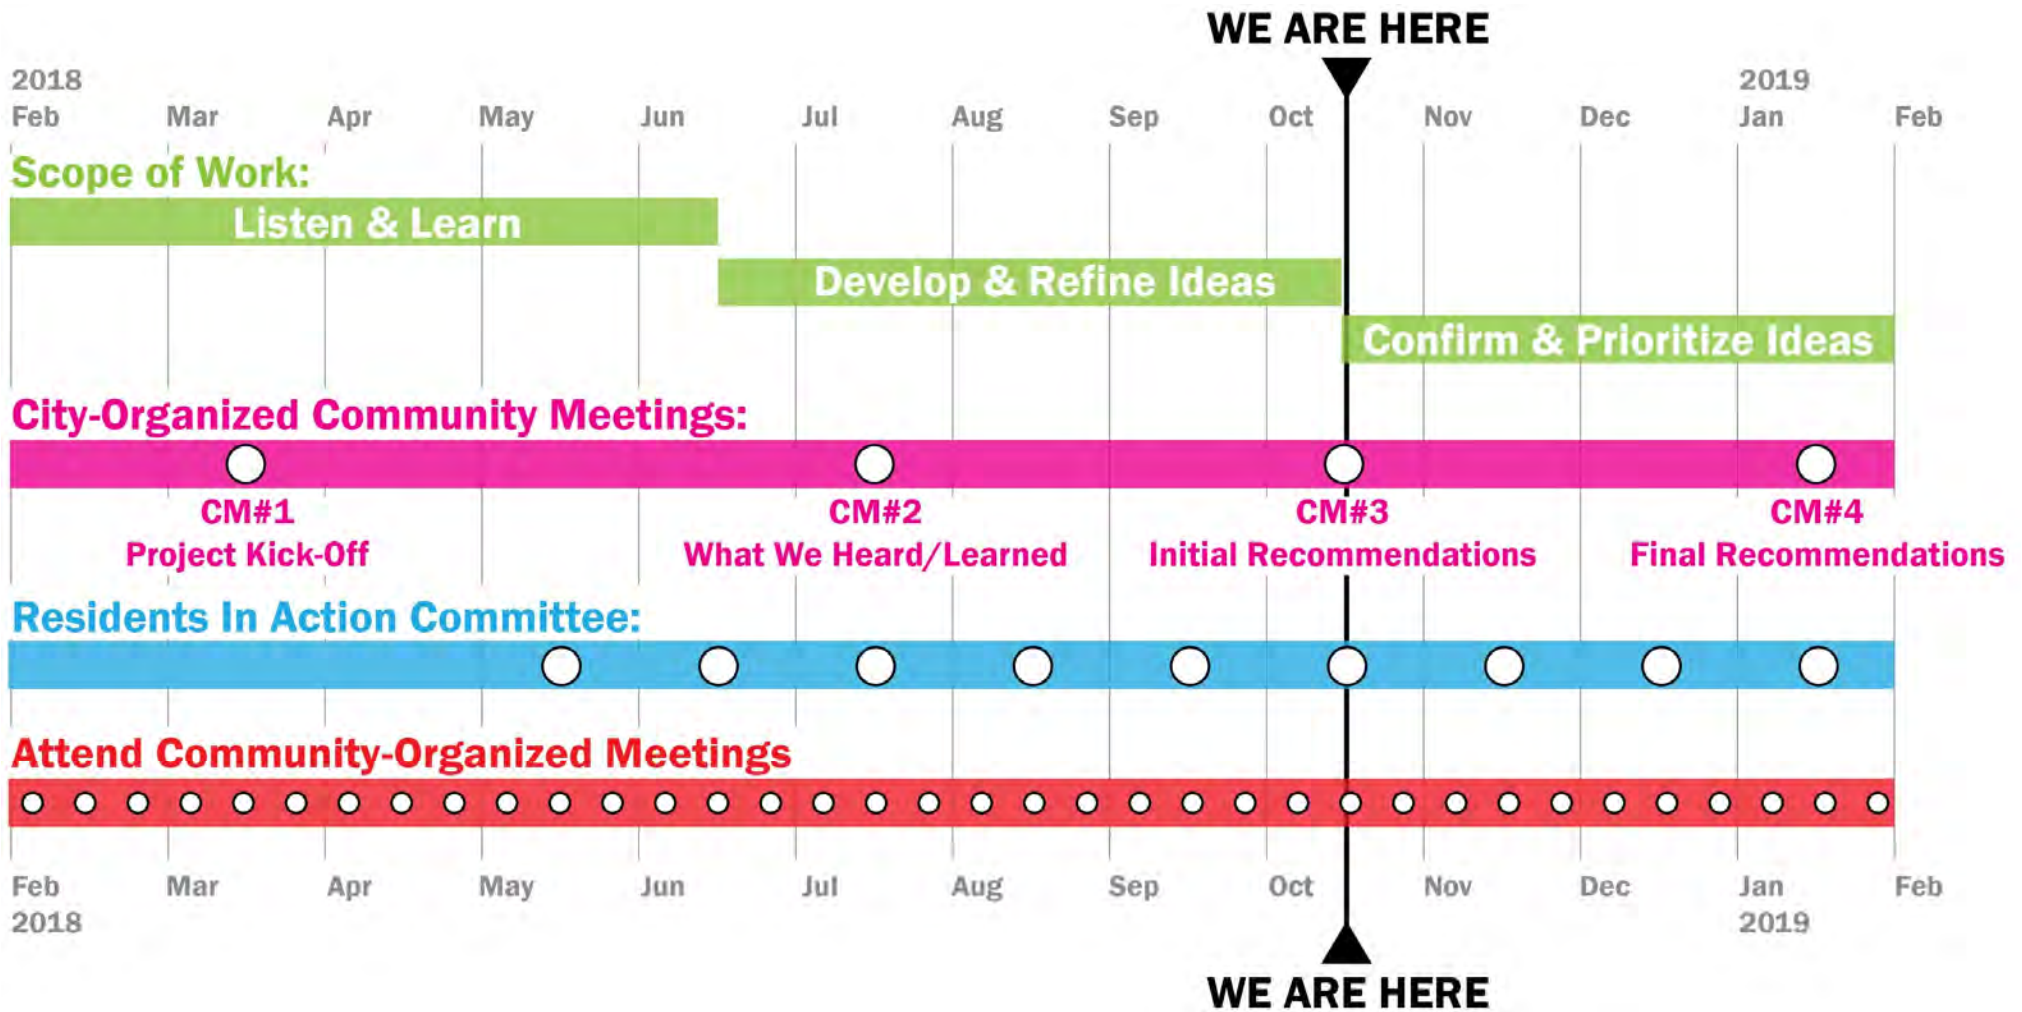 WE ARE HERE
2018
2019
Feb Mar Apr May Jun Jul Aug Sep Oct Nov Dec Jan Feb
Scope of Work:
Listen & Learn
Develop & Refine Ideas
Confirm & Prioritize Ideas
City-Organized Community Meetings:
CM#1 CM#2 CM#3 CM#4
Project Kick-Off What We Heard/Learned Initial Recommendations Final Recommendations
Residents In Action Committee:
Attend Community-Organized Meetings
Feb Mar Apr May Jun Jul Aug Sep Oct Nov Dec Jan Feb
2018 2019
WE ARE HERE